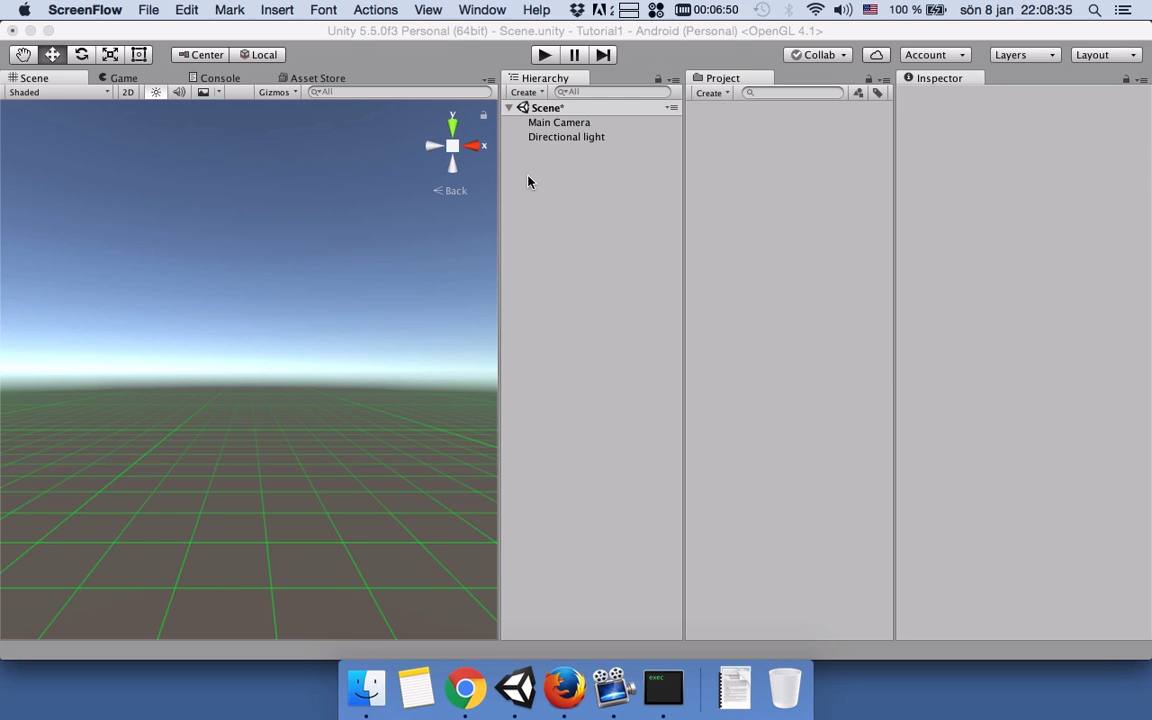 ScreenFlow File Edit Mark Insert Font Actions View Window Help 00:06:50 100 % sön 8 jan 22:08:35
Unity 5.5.0f3 Personal (64bit) - Scene.unity - Tutorial1 - Android (Personal) <OpenGL 4.1>
Center Local Collab Account Layers Layout
Scene Game Console Asset Store Hierarchy Project Inspector
Shaded 2D Gizmos All Create All Create
Scene*
Main Camera
Directional light
y
x
Back
exec